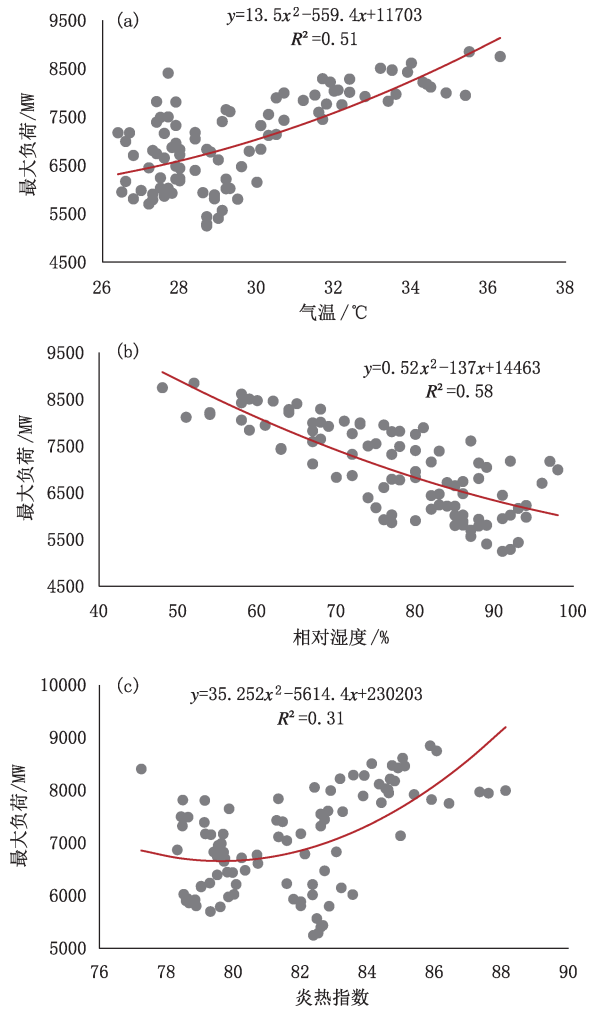 9500
(a)
y=13.5x²-559.4x+11703
R²=0.51
8500
7500
6500
5500
4500
最大负荷/MW
26 28 30 32 34 36 38
气温/℃
9500
(b)
y=0.52x²-137x+14463
R²=0.58
8500
7500
6500
5500
4500
最大负荷/MW
40 50 60 70 80 90 100
相对湿度/%
10000
(c)
y=35.252x²-5614.4x+230203
R²=0.31
9000
8000
7000
6000
5000
最大负荷/MW
76 78 80 82 84 86 88 90
炎热指数